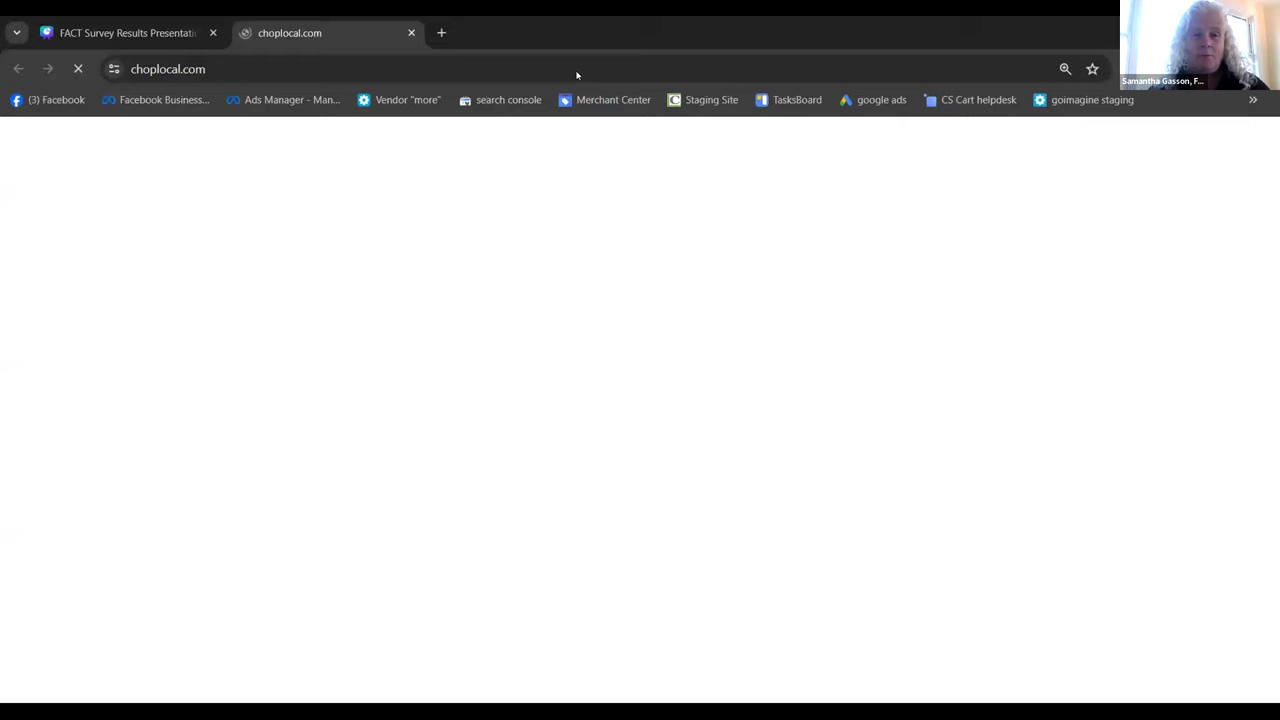 FACT Survey Results Presentati
choplocal.com
choplocal.com
(3) Facebook
Facebook Business...
Ads Manager - Man...
Vendor "more"
search console
Merchant Center
Staging Site
TasksBoard
google ads
CS Cart helpdesk
goimagine staging
Samantha Gasson, F...